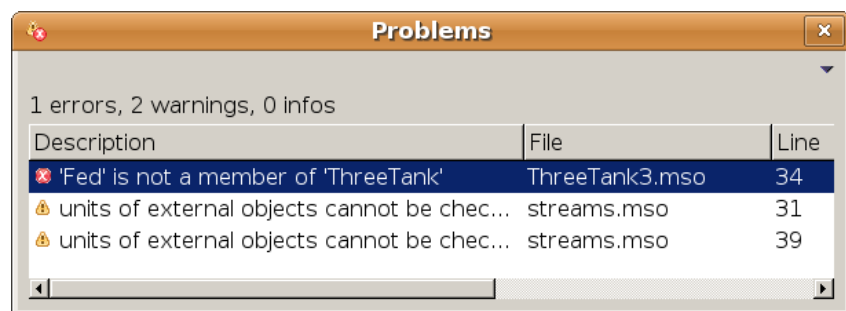 Problems
1 errors, 2 warnings, 0 infos
Description File Line
'Fed' is not a member of 'ThreeTank' ThreeTank3.mso 34
units of external objects cannot be chec... streams.mso 31
units of external objects cannot be chec... streams.mso 39